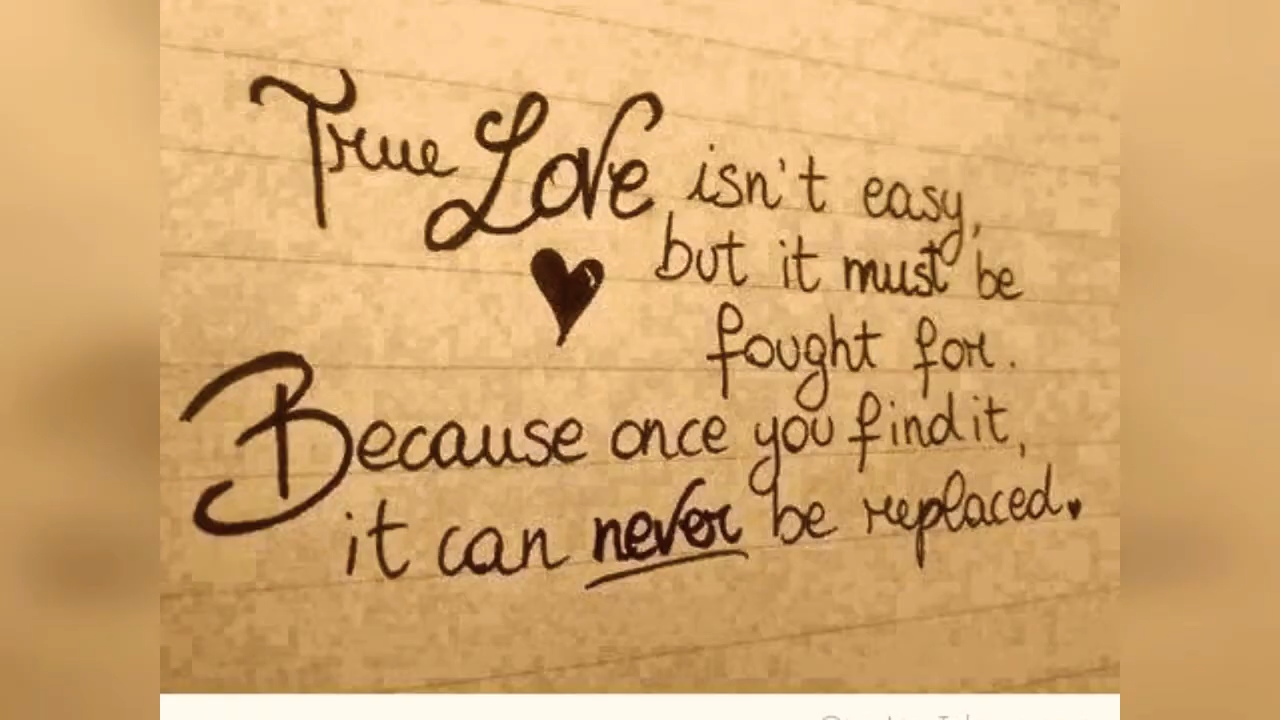 True Love isn't easy,
but it must be
fought for.
Because once you find it,
it can never be replaced.